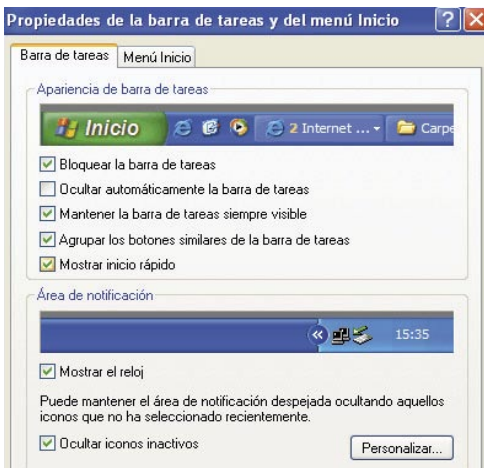 Propiedades de la barra de tareas y del menú Inicio
Barra de tareas Menú Inicio
Apariencia de barra de tareas
Inicio 2 Internet ... Carpe
Bloquear la barra de tareas
Ocultar automáticamente la barra de tareas
Mantener la barra de tareas siempre visible
Agrupar los botones similares de la barra de tareas
Mostrar inicio rápido
Área de notificación
15:35
Mostrar el reloj
Puede mantener el área de notificación despejada ocultando aquellos
iconos que no ha seleccionado recientemente.
Ocultar iconos inactivos Personalizar...